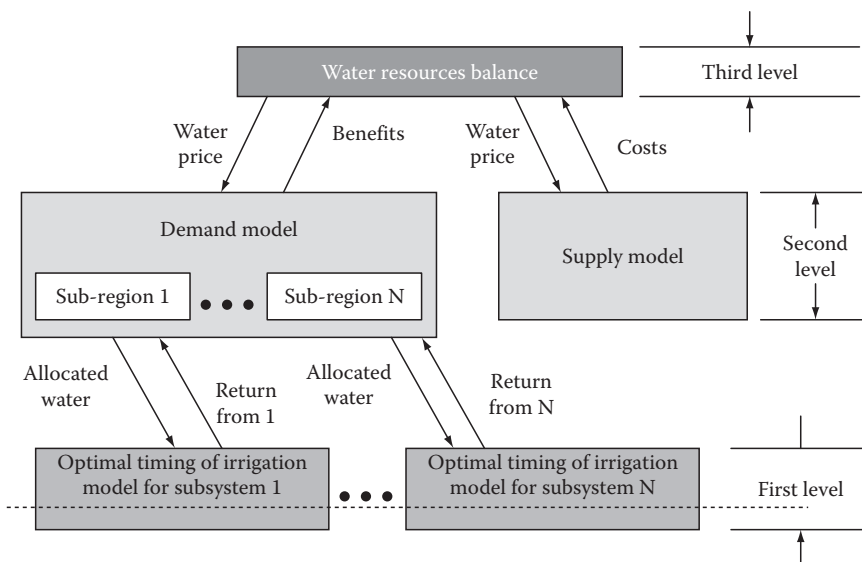 Water resources balance
Third level
Water
price
Benefits
Water
price
Costs
Demand model
Sub-region 1
Sub-region N
Supply model
Second
level
Allocated
water
Return
from 1
Allocated
water
Return
from N
Optimal timing of irrigation
model for subsystem 1
Optimal timing of irrigation
model for subsystem N
First level